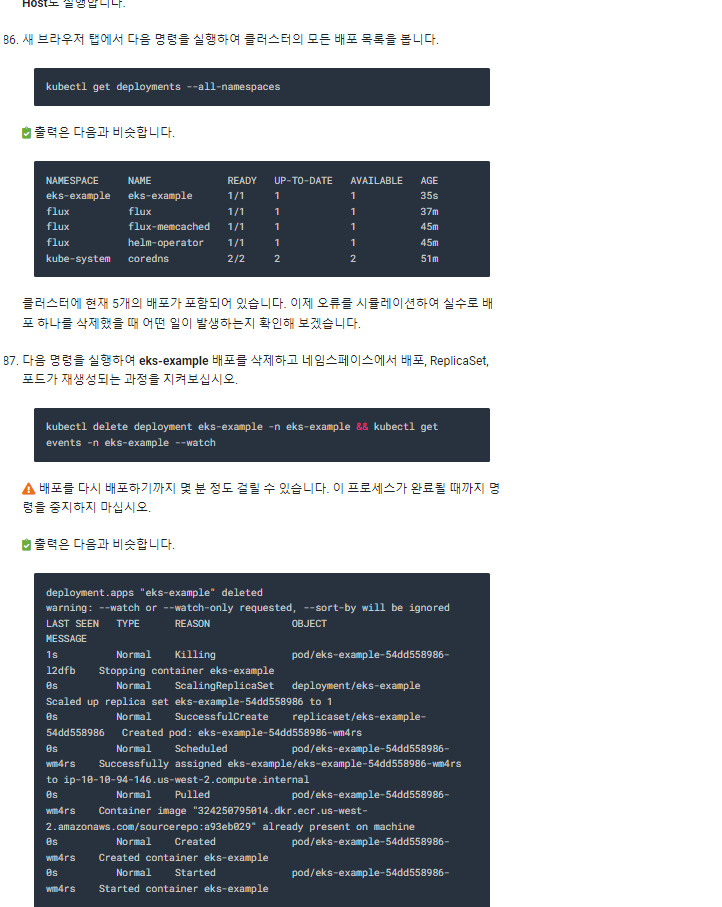 Host도 실행합니다.
86. 새 브라우저 탭에서 다음 명령을 실행하여 클러스터의 모든 배포 목록을 봅니다.
kubectl get deployments --all-namespaces
출력은 다음과 비슷합니다.
NAMESPACE NAME READY UP-TO-DATE AVAILABLE AGE
eks-example eks-example 1/1 1 1 35s
flux flux 1/1 1 1 37m
flux flux-memcached 1/1 1 1 45m
flux helm-operator 1/1 1 1 45m
kube-system coredns 2/2 2 2 51m
클러스터에 현재 5개의 배포가 포함되어 있습니다. 이제 오류를 시뮬레이션하여 실수로 배
포 하나를 삭제했을 때 어떤 일이 발생하는지 확인해 보겠습니다.
87. 다음 명령을 실행하여 eks-example 배포를 삭제하고 네임스페이스에서 배포, ReplicaSet,
포드가 재생성되는 과정을 지켜보십시오.
kubectl delete deployment eks-example -n eks-example && kubectl get
events -n eks-example --watch
배포를 다시 배포하기까지 몇 분 정도 걸릴 수 있습니다. 이 프로세스가 완료될 때까지 명
령을 중지하지 마십시오.
출력은 다음과 비슷합니다.
deployment.apps "eks-example" deleted
warning: --watch or --watch-only requested, --sort-by will be ignored
LAST SEEN TYPE REASON OBJECT
MESSAGE
1s Normal Killing pod/eks-example-54dd558986-
l2dfb Stopping container eks-example
0s Normal ScalingReplicaSet deployment/eks-example
Scaled up replica set eks-example-54dd558986 to 1
0s Normal SuccessfulCreate replicaset/eks-example-
54dd558986 Created pod: eks-example-54dd558986-wm4rs
0s Normal Scheduled pod/eks-example-54dd558986-
wm4rs Successfully assigned eks-example/eks-example-54dd558986-wm4rs
to ip-10-10-94-146.us-west-2.compute.internal
0s Normal Pulled pod/eks-example-54dd558986-
wm4rs Container image "324250795014.dkr.ecr.us-west-
2.amazonaws.com/sourcerepo:a93eb029" already present on machine
0s Normal Created pod/eks-example-54dd558986-
wm4rs Created container eks-example
0s Normal Started pod/eks-example-54dd558986-
wm4rs Started container eks-example